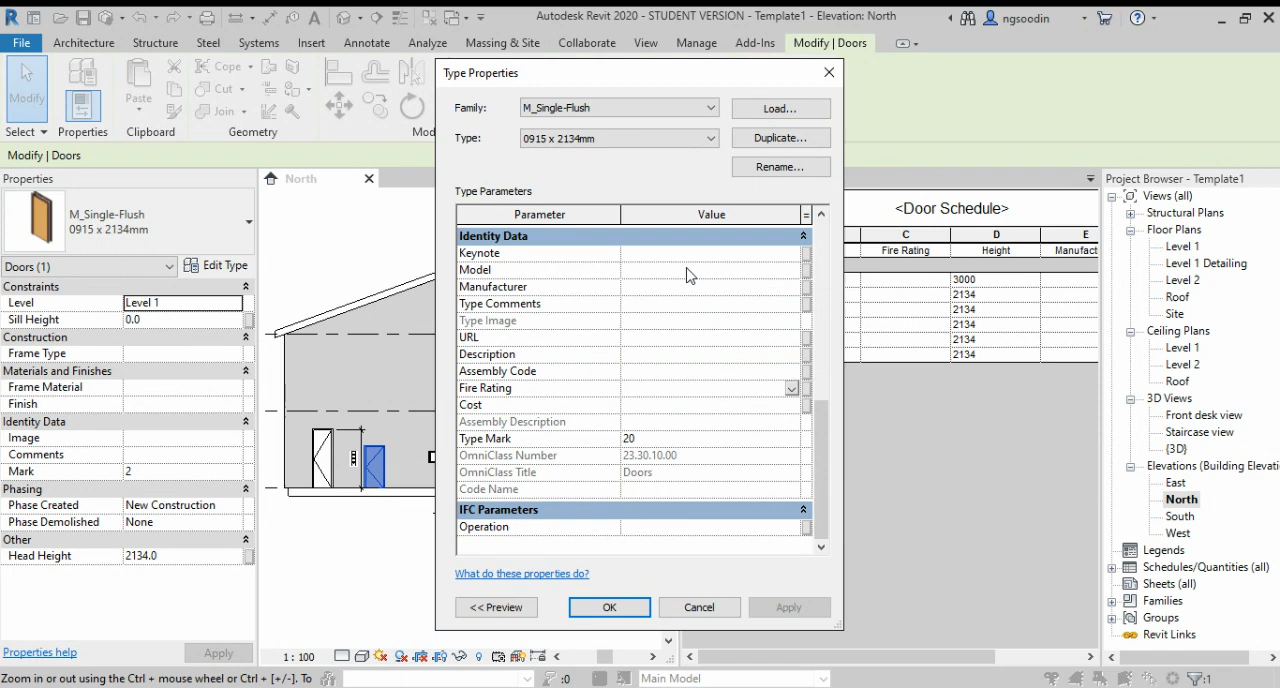 Autodesk Revit 2020 - STUDENT VERSION - Template1 - Elevation: North
ngsoodin
File Architecture Structure Steel Systems Insert Annotate Analyze Massing & Site Collaborate View Manage Add-Ins Modify | Doors
Modify
Paste
Cope
Cut
Join
Select Properties Clipboard Geometry
Modify | Doors
Properties
M_Single-Flush
0915 x 2134mm
Doors (1)
Edit Type
Constraints
Level Level 1
Sill Height 0.0
Construction
Frame Type
Materials and Finishes
Frame Material
Finish
Identity Data
Image
Comments
Mark 2
Phasing
Phase Created New Construction
Phase Demolished None
Other
Head Height 2134.0
Properties help
Apply
North
1 : 100
Type Properties
Family: M_Single-Flush Load...
Type: 0915 x 2134mm Duplicate...
Rename...
Type Parameters
Parameter Value =
Identity Data
Keynote
Model
Manufacturer
Type Comments
Type Image
URL
Description
Assembly Code
Fire Rating
Cost
Assembly Description
Type Mark 20
OmniClass Number 23.30.10.00
OmniClass Title Doors
Code Name
IFC Parameters
Operation
What do these properties do?
<< Preview OK Cancel Apply
<Door Schedule>
C D E
Fire Rating Height
3000
2134
2134
2134
2134
2134
Project Browser - Template1
Views (all)
Structural Plans
Floor Plans
Level 1
Level 1 Detailing
Level 2
Roof
Site
Ceiling Plans
Level 1
Level 2
Roof
3D Views
Front desk view
Staircase view
{3D}
Elevations (Building Elevati
East
North
South
West
Legends
Schedules/Quantities (all)
Sheets (all)
Families
Groups
Revit Links
Zoom in or out using the Ctrl + mouse wheel or Ctrl + [+/-]. To
:0
Main Model
:1